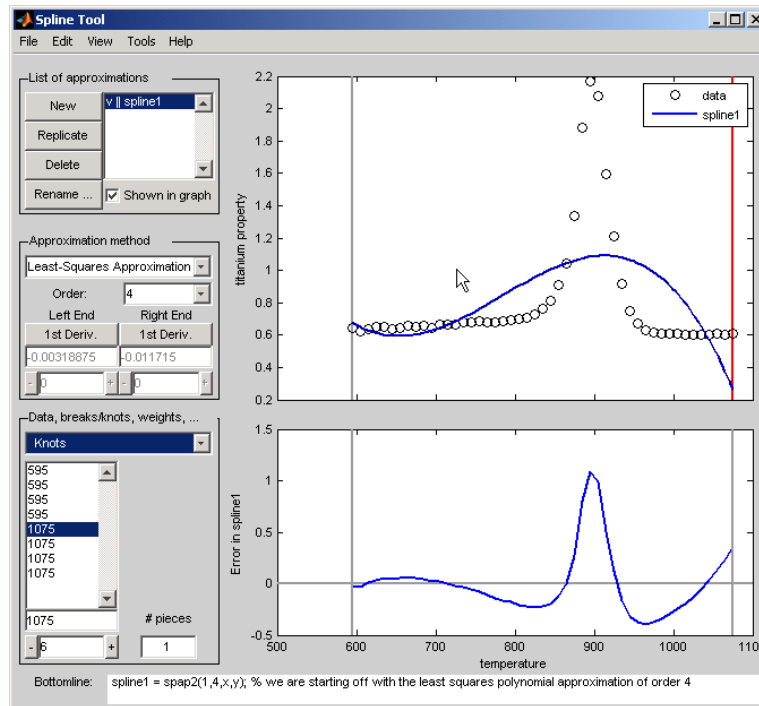 Spline Tool
File Edit View Tools Help
List of approximations
New
Replicate
Delete
Rename ...
v || spline1
Shown in graph
Approximation method
Least-Squares Approximation
Order: 4
Left End Right End
1st Deriv. 1st Deriv.
-0.00318875 -0.011715
- 0 + - 0 +
Data, breaks/knots, weights, ...
Knots
595
595
595
595
1075
1075
1075
1075
1075
# pieces
- 6 + 1
2.2
2
1.8
1.6
1.4
1.2
1
0.8
0.6
0.4
0.2
titanium property
data
spline1
1.5
1
0.5
0
-0.5
Error in spline1
500 600 700 800 900 1000 110
temperature
Bottomline: spline1 = spap2(1,4,x,y); % we are starting off with the least squares polynomial approximation of order 4